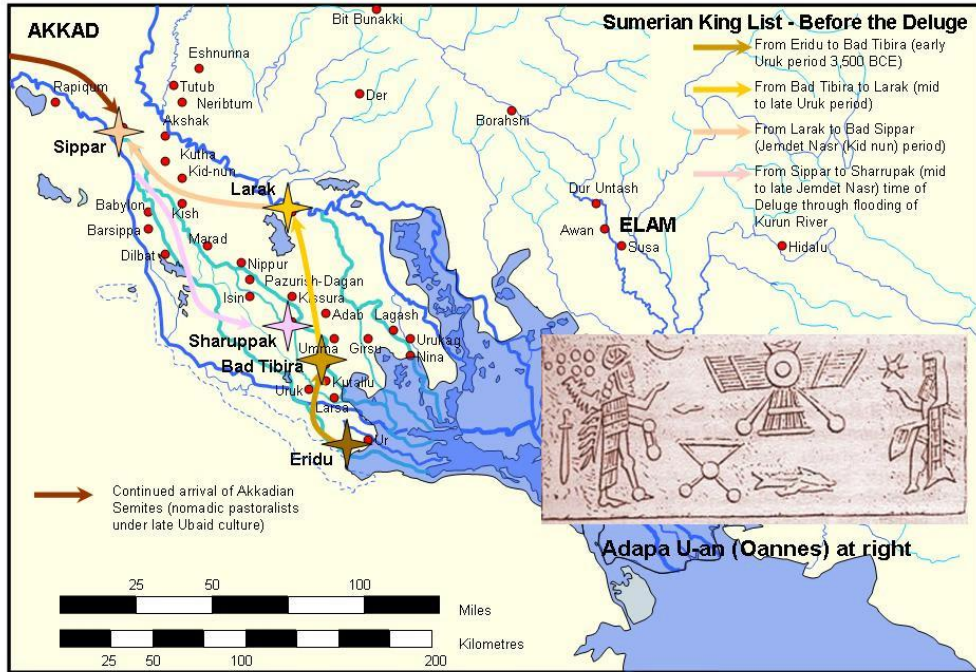 Sumerian King List - Before the Deluge
From Eridu to Bad Tibira (early
Uruk period 3,500 BCE)
From Bad Tibira to Larak (mid
to late Uruk period)
From Larak to Bad Sippar
(Jemdet Nasr (Kid nun)
period)
From Sippar to Sharrupak (mid
to late Jemdet Nasr) time of
Deluge through flooding of
Kurun River
AKKAD
Bit Bunakki
Eshnunna
Rapiqum
Tutub
Neribtum
Der
Akshak
Borahshi
Sippar
Kutha
Kid-nun
Larak
Dur Untash
Babylon
Kish
ELAM
Barsippa
Awan
Susa
Hidalu
Marad
Dilbat
Nippur
Pazurish-Dagan
Isin
Kissura
Adab
Lagash
Sharuppak
Umma
Girsu
Urukag
Nina
Bad Tibira
Kutallu
Uruk
Larsa
Ur
Eridu
Continued arrival of Akkadian
Semites (nomadic pastoralists
under late Ubaid culture)
Adapa U-an (Oannes) at right
25 50 100
Miles
Kilometres
25 50 100 200